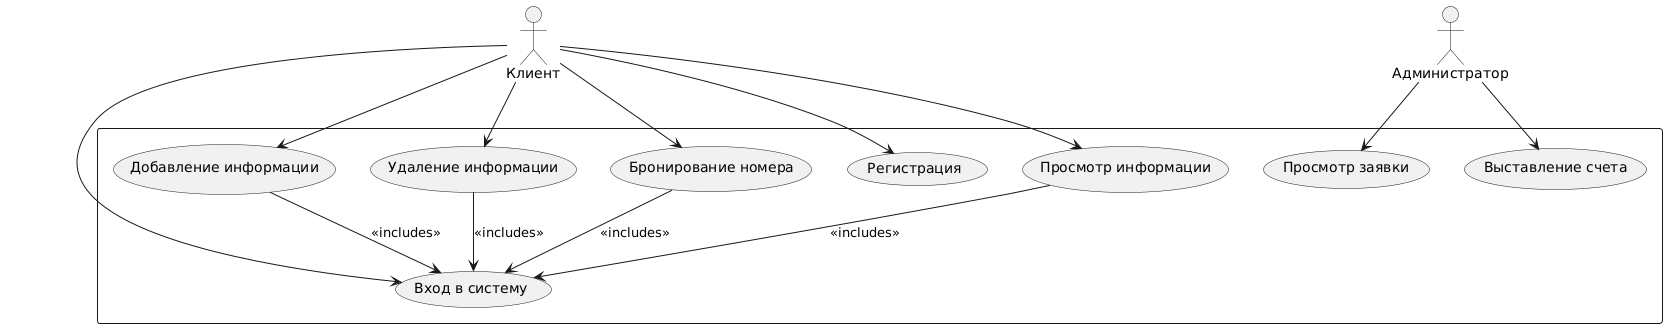 Клиент
Администратор
Добавление информации
Удаление информации
Бронирование номера
Регистрация
Просмотр информации
Просмотр заявки
Выставление счета
«includes»
«includes»
«includes»
«includes»
Вход в систему